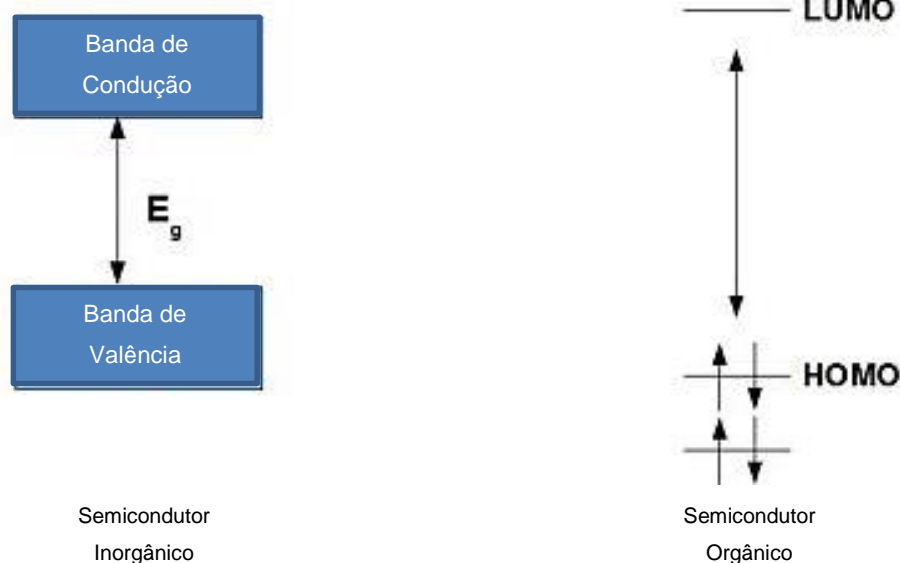 LUMO
Banda de
Condução
E
g
Banda de
Valência
HOMO
Semicondutor
Inorgânico
Semicondutor
Orgânico